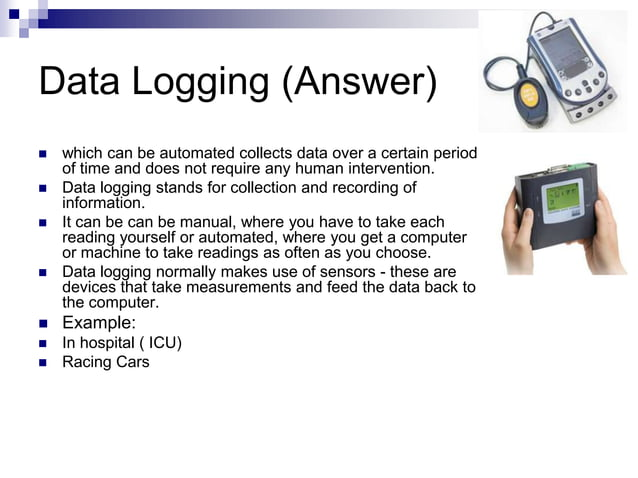 Data Logging (Answer)
which can be automated collects data over a certain period
of time and does not require any human intervention.
Data logging stands for collection and recording of
information.
It can be can be manual, where you have to take each
reading yourself or automated, where you get a computer
or machine to take readings as often as you choose.
Data logging normally makes use of sensors - these are
devices that take measurements and feed the data back to
the computer.
Example:
In hospital ( ICU)
Racing Cars